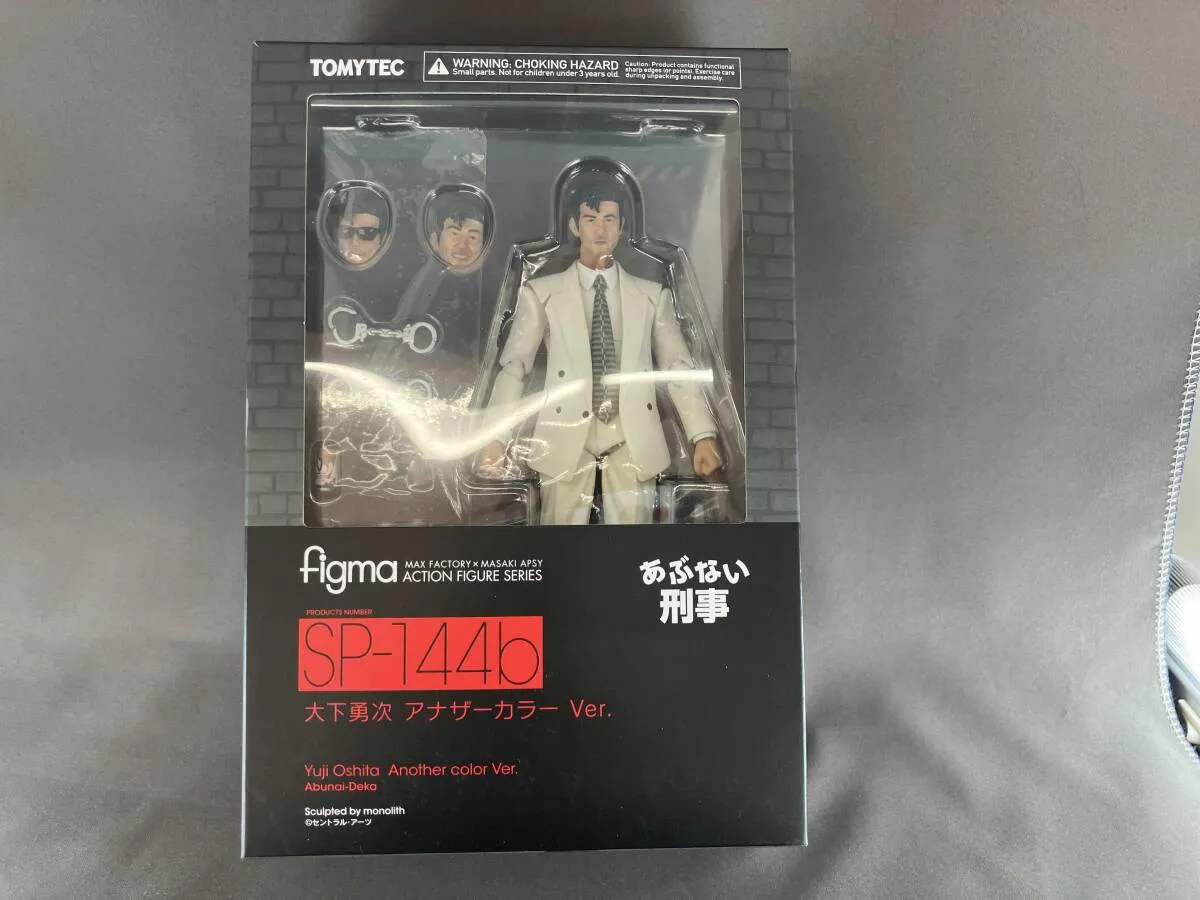 TOMYTEC
WARNING: CHOKING HAZARD
Small parts. Not for children under 3 years old.
Caution: Product contains functional
sharp edges (or points). Exercise care
during unpacking and assembly.
figma
MAX FACTORY × MASAKI APSY
ACTION FIGURE SERIES
あぶない
刑事
PRODUCTS NUMBER
SP-144b
大下勇次 アナザーカラー Ver.
Yuji Oshita Another color Ver.
Abunai-Deka
Sculpted by monolith
©セントラル・アーツ